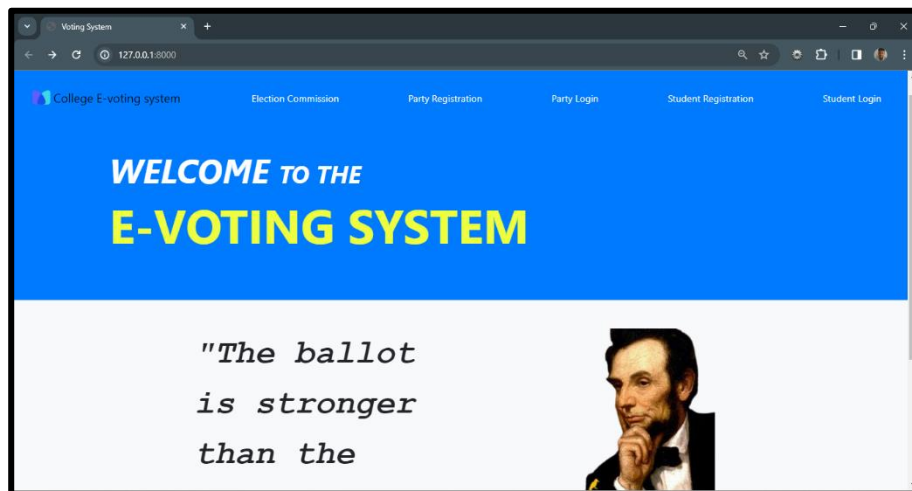 Voting System
127.0.0.1:8000
College E-voting system Election Commission Party Registration Party Login Student Registration Student Login
WELCOME TO THE
E-VOTING SYSTEM
"The ballot
is stronger
than the